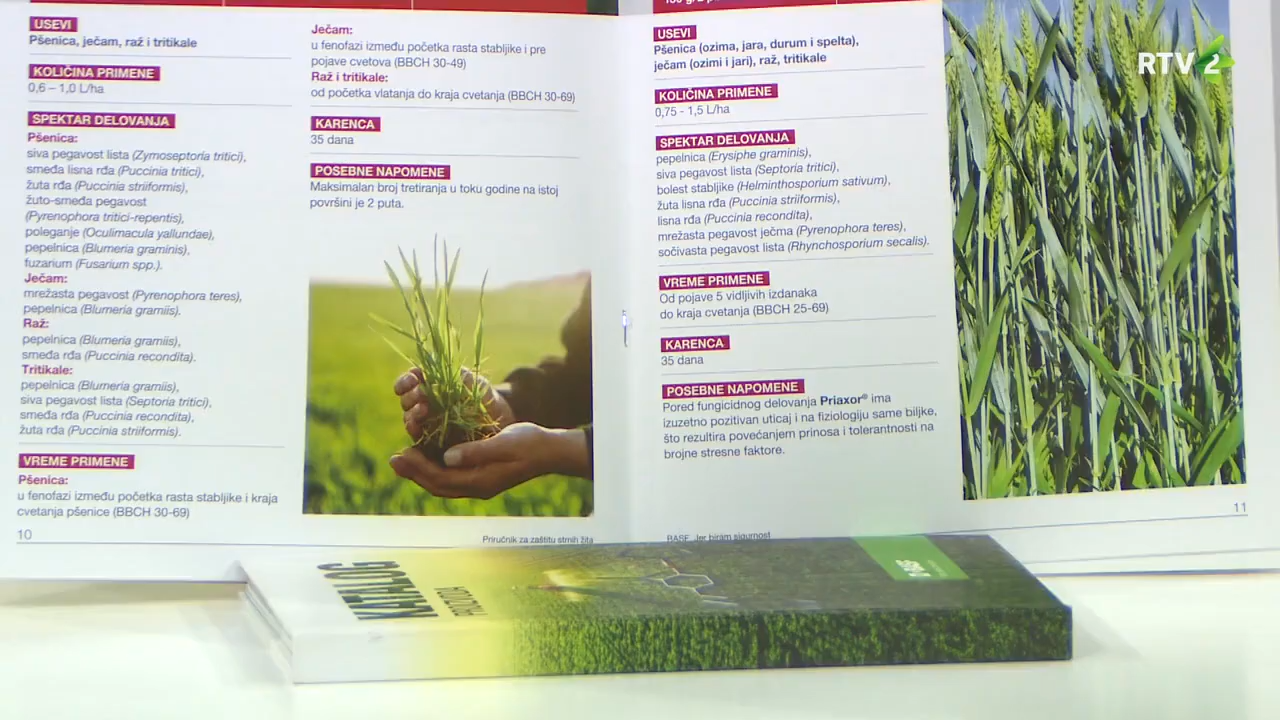 USEVI
Pšenica, ječam, raž i tritikale
KOLIČINA PRIMENE
0,6 – 1,0 L/ha
SPEKTAR DELOVANJA
Pšenica:
siva pegavost lista (Zymoseptoria tritici),
smeđa lisna rđa (Puccinia tritici),
žuta rđa (Puccinia striiformis),
žuto-smeđa pegavost
(Pyrenophora tritici-repentis),
poleganje (Oculimacula yallundae),
pepelnica (Blumeria graminis),
fuzarium (Fusarium spp.).
Ječam:
mrežasta pegavost (Pyrenophora teres),
pepelnica (Blumeria gramiis).
Raž:
pepelnica (Blumeria gramiis),
smeđa rđa (Puccinia recondita).
Tritikale:
pepelnica (Blumeria gramiis),
siva pegavost lista (Septoria tritici),
smeđa rđa (Puccinia recondita),
žuta rđa (Puccinia striiformis).
VREME PRIMENE
Pšenica:
u fenofazi između početka rasta stabljike i kraja
cvetanja pšenice (BBCH 30-69)
10
Ječam:
u fenofazi između početka rasta stabljike i pre
pojave cvetova (BBCH 30-49)
Raž i tritikale:
od početka vlatanja do kraja cvetanja (BBCH 30-69)
KARENCA
35 dana
POSEBNE NAPOMENE
Maksimalan broj tretiranja u toku godine na istoj
površini je 2 puta.
Priručnik za zaštitu strnih žita
USEVI
Pšenica (ozima, jara, durum i spelta),
ječam (ozimi i jari), raž, tritikale
KOLIČINA PRIMENE
0,75 - 1,5 L/ha
SPEKTAR DELOVANJA
pepelnica (Erysiphe graminis),
siva pegavost lista (Septoria tritici),
bolest stabljike (Helminthosporium sativum),
žuta lisna rđa (Puccinia striiformis),
lisna rđa (Puccinia recondita),
mrežasta pegavost ječma (Pyrenophora teres),
sočivasta pegavost lista (Rhynchosporium secalis).
VREME PRIMENE
Od pojave 5 vidljivih izdanaka
do kraja cvetanja (BBCH 25-69)
KARENCA
35 dana
POSEBNE NAPOMENE
Pored fungicidnog delovanja Priaxor® ima
izuzetno pozitivan uticaj i na fiziologiju same biljke,
što rezultira povećanjem prinosa i tolerantnosti na
brojne stresne faktore.
BASF. Jer biram sigurnost
11
RTV 2
KATALOG